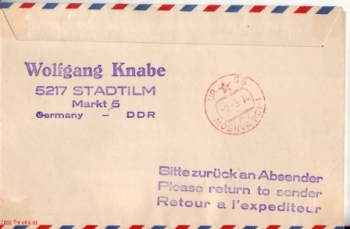 Wolfgang Knabe
5217 STADTILM
Markt 5
Germany - DDR
Bitte zurück an Absender
Please return to sender
Retour a l'expediteur